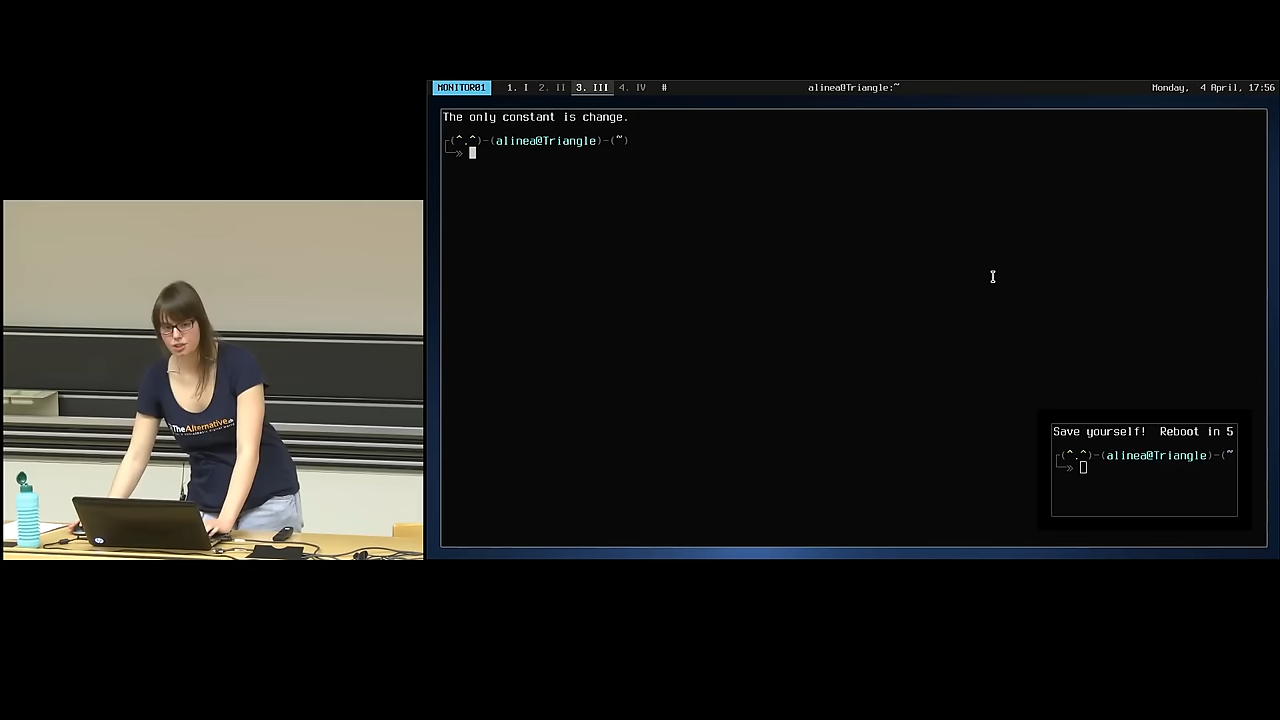 MONITOR01 1. I 2. II 3. III 4. IV # alinea@Triangle:~ Monday, 4 April, 17:56
The only constant is change.
┌(^.^)-(alinea@Triangle)-(~)
└─»
Save yourself! Reboot in 5
┌(^.^)-(alinea@Triangle)-(~
└─»
TheAlternative.ch